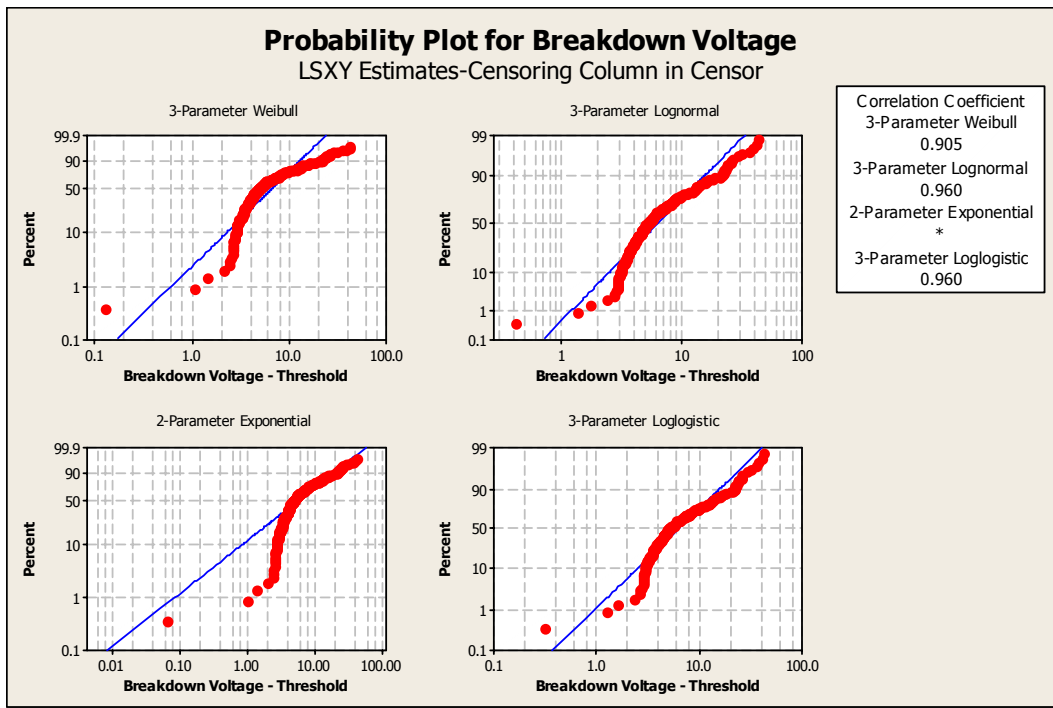 Probability Plot for Breakdown Voltage
LSXY Estimates-Censoring Column in Censor
3-Parameter Weibull
99.9
90
50
10
1
0.1
Percent
0.1
1.0
10.0
100.0
Breakdown Voltage - Threshold
3-Parameter Lognormal
99
90
50
10
1
0.1
Percent
1
10
100
Breakdown Voltage - Threshold
Correlation Coefficient
3-Parameter Weibull
0.905
3-Parameter Lognormal
0.960
2-Parameter Exponential
*
3-Parameter Loglogistic
0.960
2-Parameter Exponential
99.9
90
50
10
1
0.1
Percent
0.01
0.10
1.00
10.00
100.00
Breakdown Voltage - Threshold
3-Parameter Loglogistic
99
90
50
10
1
0.1
Percent
0.1
1.0
10.0
100.0
Breakdown Voltage - Threshold